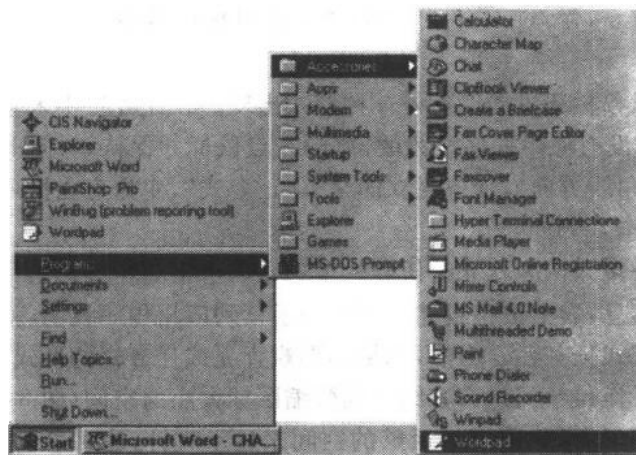 CIS Navigator
Explorer
Microsoft Word
PaintShop Pro
WinBug (problem reporting tool)
Wordpad
Programs
Documents
Settings
Find
Help Topics...
Run...
Shut Down...
Start
Microsoft Word - CHA...
Accessories
Apps
Modem
Multimedia
Startup
System Tools
Tools
Explorer
Games
MS-DOS Prompt
Calculator
Character Map
Chat
ClipBook Viewer
Create a Briefcase
Fax Cover Page Editor
Fax Viewer
Faxcover
Font Manager
Hyper Terminal Connections
Media Player
Microsoft Online Registration
Mixer Controls
MS Mail 4.0 Note
Multithreaded Demo
Paint
Phone Dialer
Sound Recorder
Winpad
Wordpad